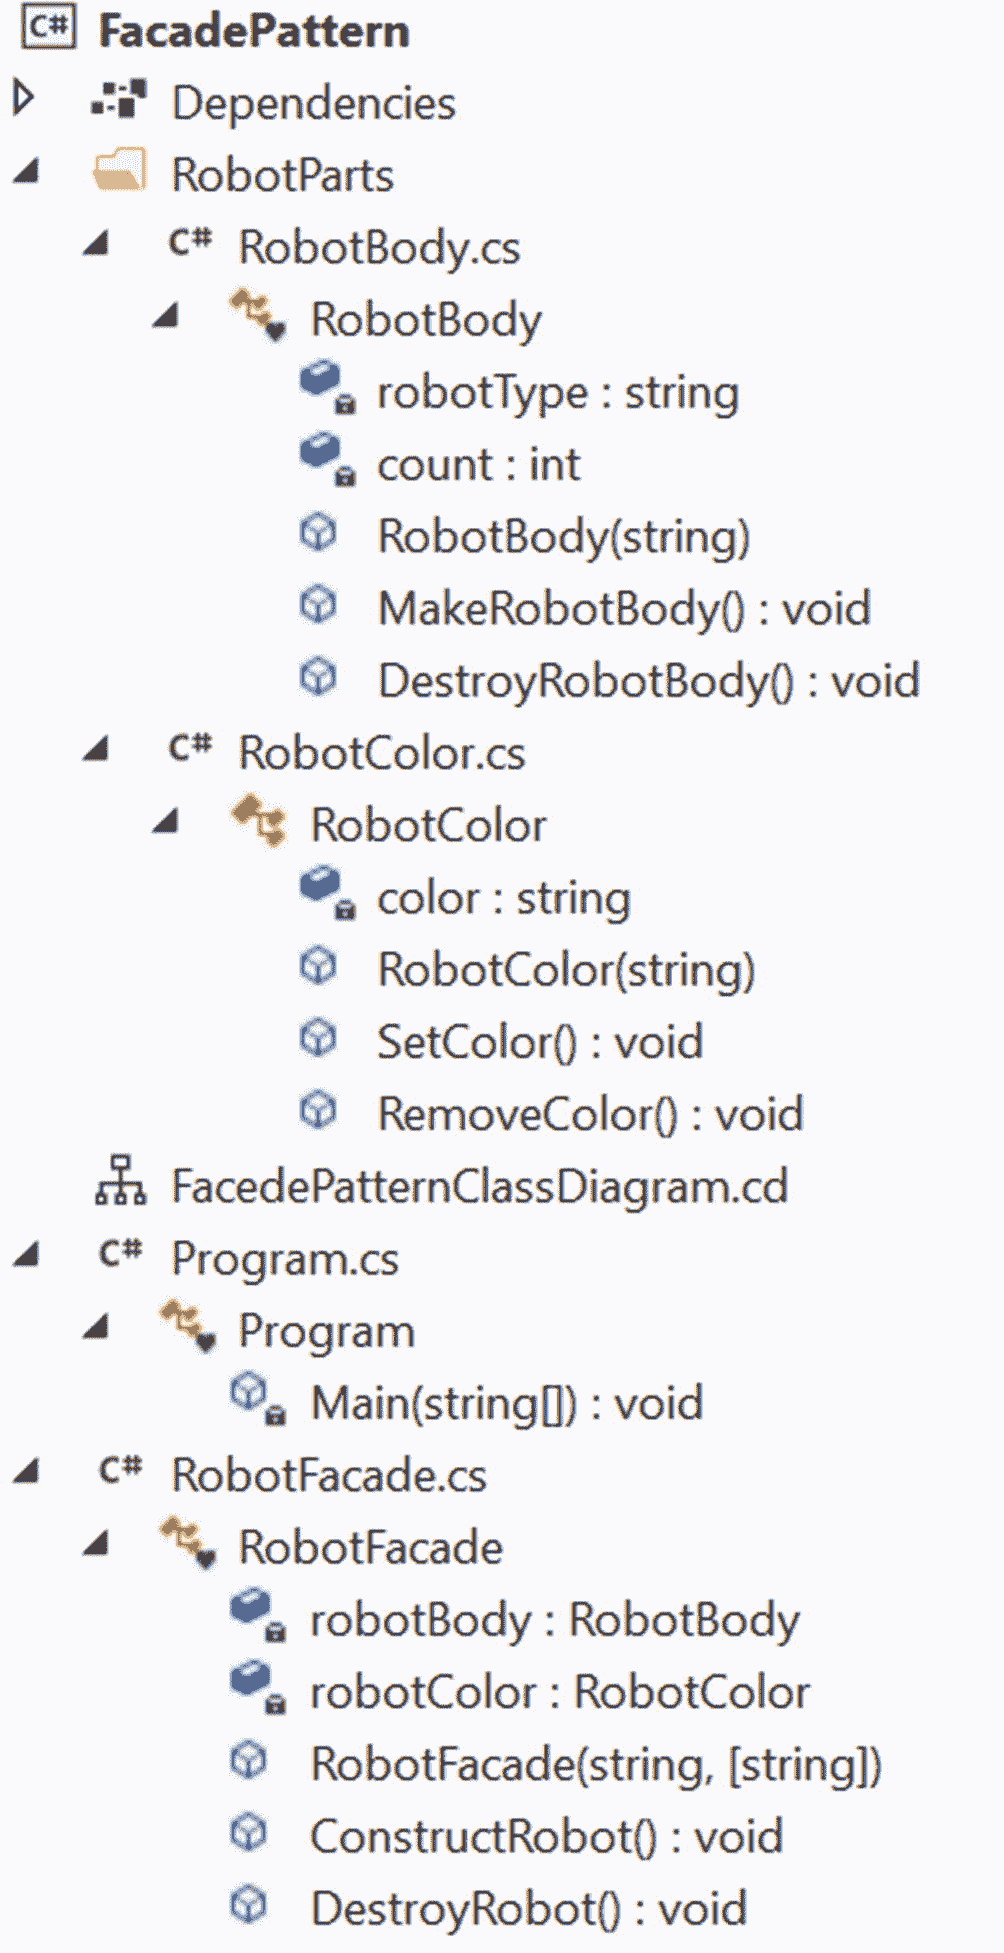 C# FacadePattern
Dependencies
RobotParts
C# RobotBody.cs
RobotBody
robotType : string
count : int
RobotBody(string)
MakeRobotBody() : void
DestroyRobotBody() : void
C# RobotColor.cs
RobotColor
color : string
RobotColor(string)
SetColor() : void
RemoveColor() : void
FacedePatternClassDiagram.cd
C# Program.cs
Program
Main(string[]) : void
C# RobotFacade.cs
RobotFacade
robotBody : RobotBody
robotColor : RobotColor
RobotFacade(string, [string])
ConstructRobot() : void
DestroyRobot() : void